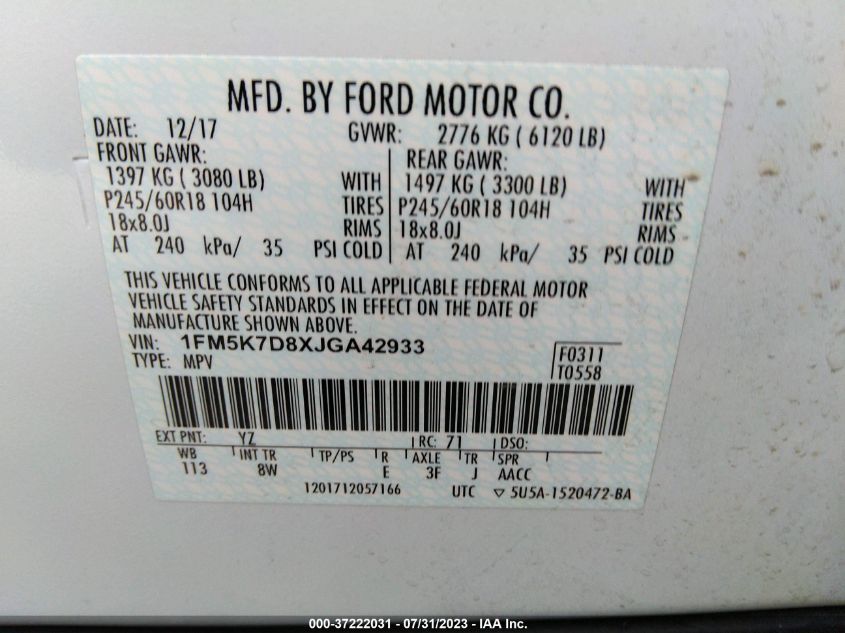 MFD. BY FORD MOTOR CO.
DATE: 12/17 GVWR: 2776 KG ( 6120 LB)
FRONT GAWR: REAR GAWR:
1397 KG ( 3080 LB) WITH 1497 KG ( 3300 LB) WITH
P245/60R18 104H TIRES P245/60R18 104H TIRES
18x8.0J RIMS 18x8.0J RIMS
AT 240 kPa/ 35 PSI COLD AT 240 kPa/ 35 PSI COLD
THIS VEHICLE CONFORMS TO ALL APPLICABLE FEDERAL MOTOR
VEHICLE SAFETY STANDARDS IN EFFECT ON THE DATE OF
MANUFACTURE SHOWN ABOVE.
VIN: 1FM5K7D8XJGA42933
TYPE: MPV
F0311
T0558
EXT PNT: YZ RC: 71 DSO:
WB INT TR TP/PS R AXLE TR SPR
113 8W E 3F J AACC
1201712057166 UTC ▽ 5U5A-1520472-BA
000-37222031 - 07/31/2023 - IAA Inc.